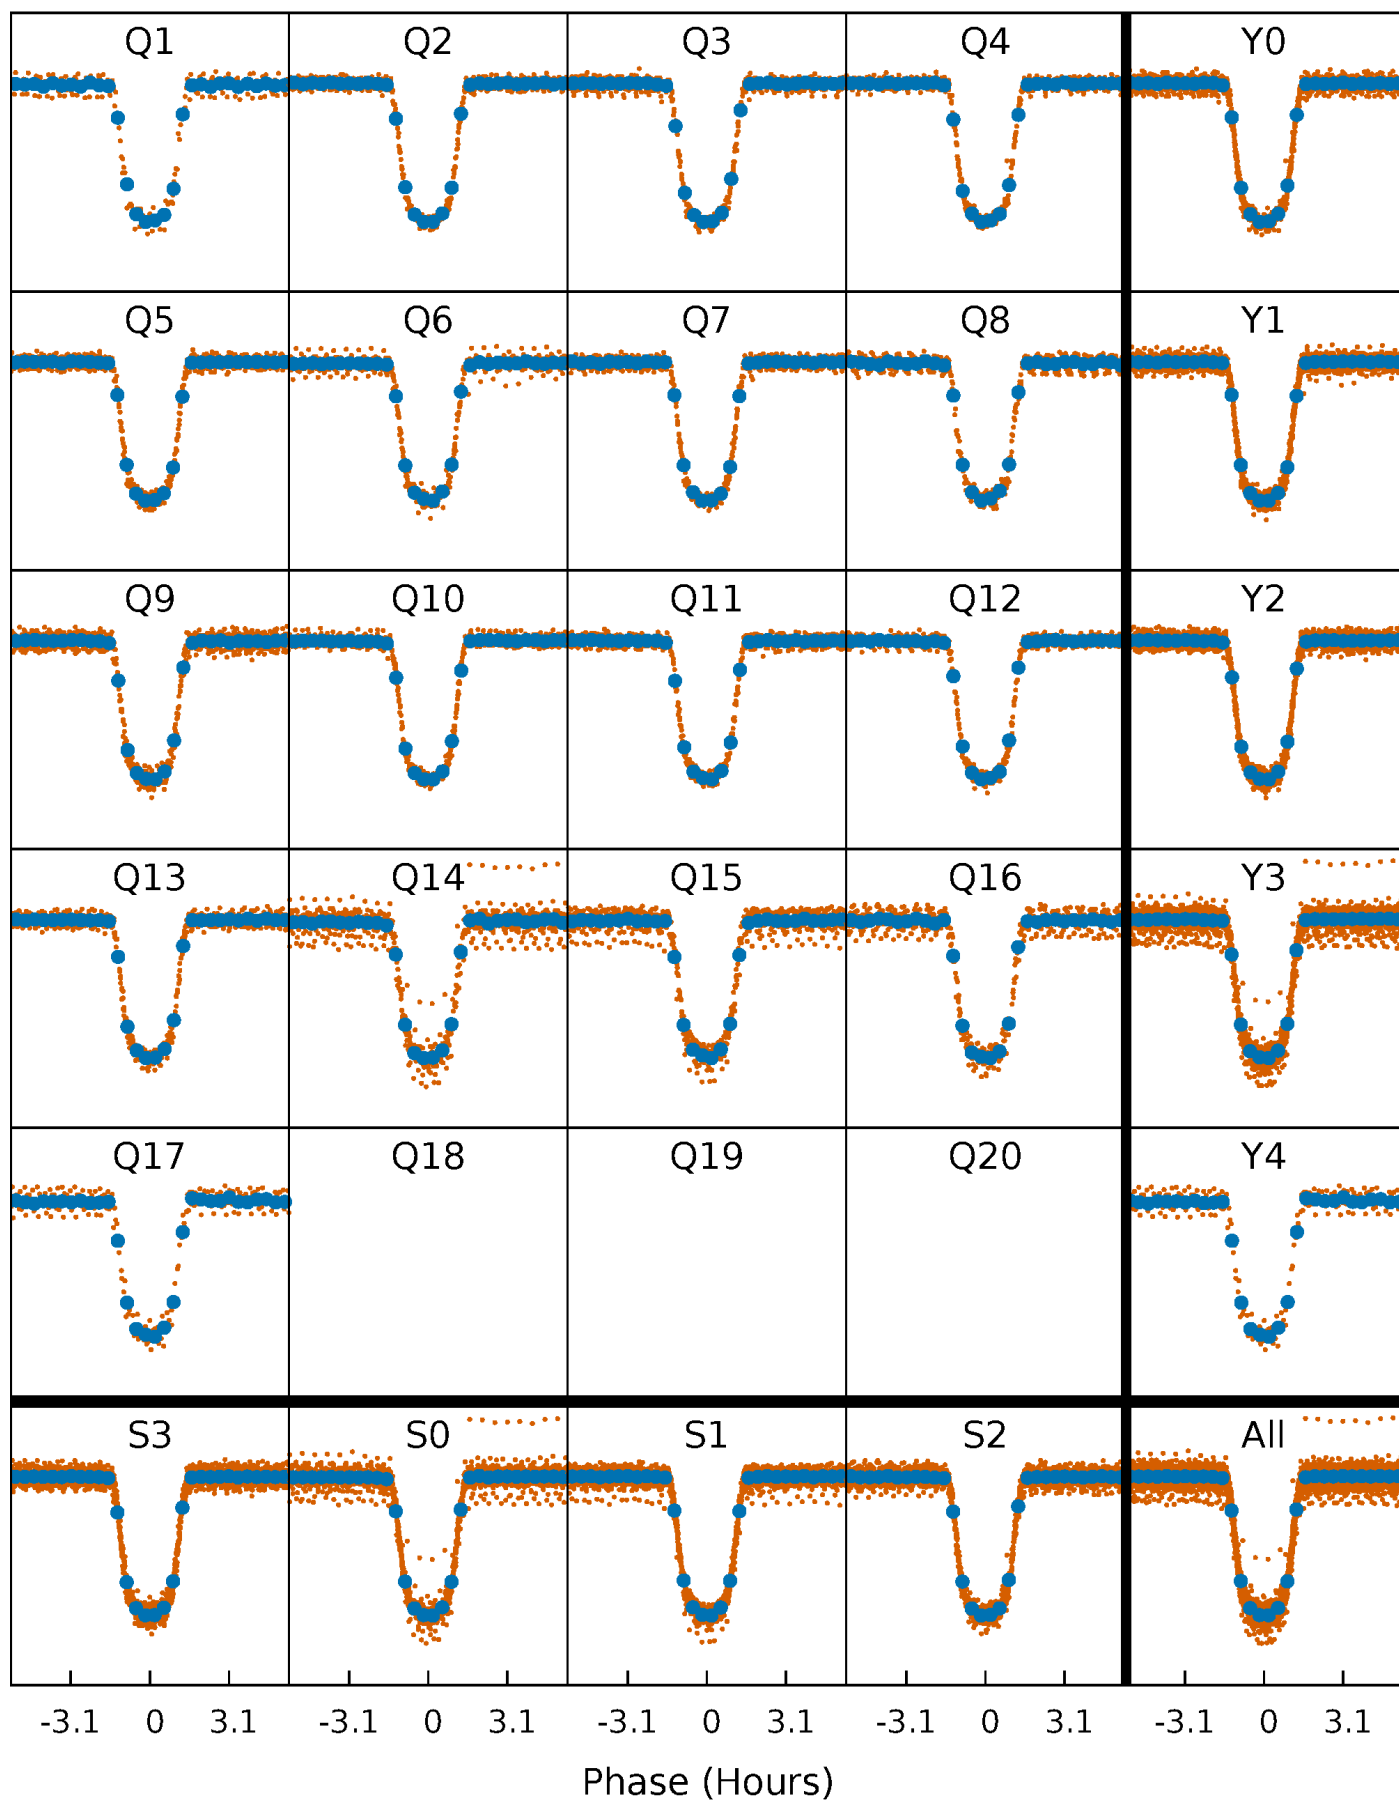 Q1 Q2 Q3 Q4 Y0
Q5 Q6 Q7 Q8 Y1
Q9 Q10 Q11 Q12 Y2
Q13 Q14 Q15 Q16 Y3
Q17 Q18 Q19 Q20 Y4
S3 S0 S1 S2 All
-3.1 0 3.1 -3.1 0 3.1 -3.1 0 3.1 -3.1 0 3.1 -3.1 0 3.1
Phase (Hours)